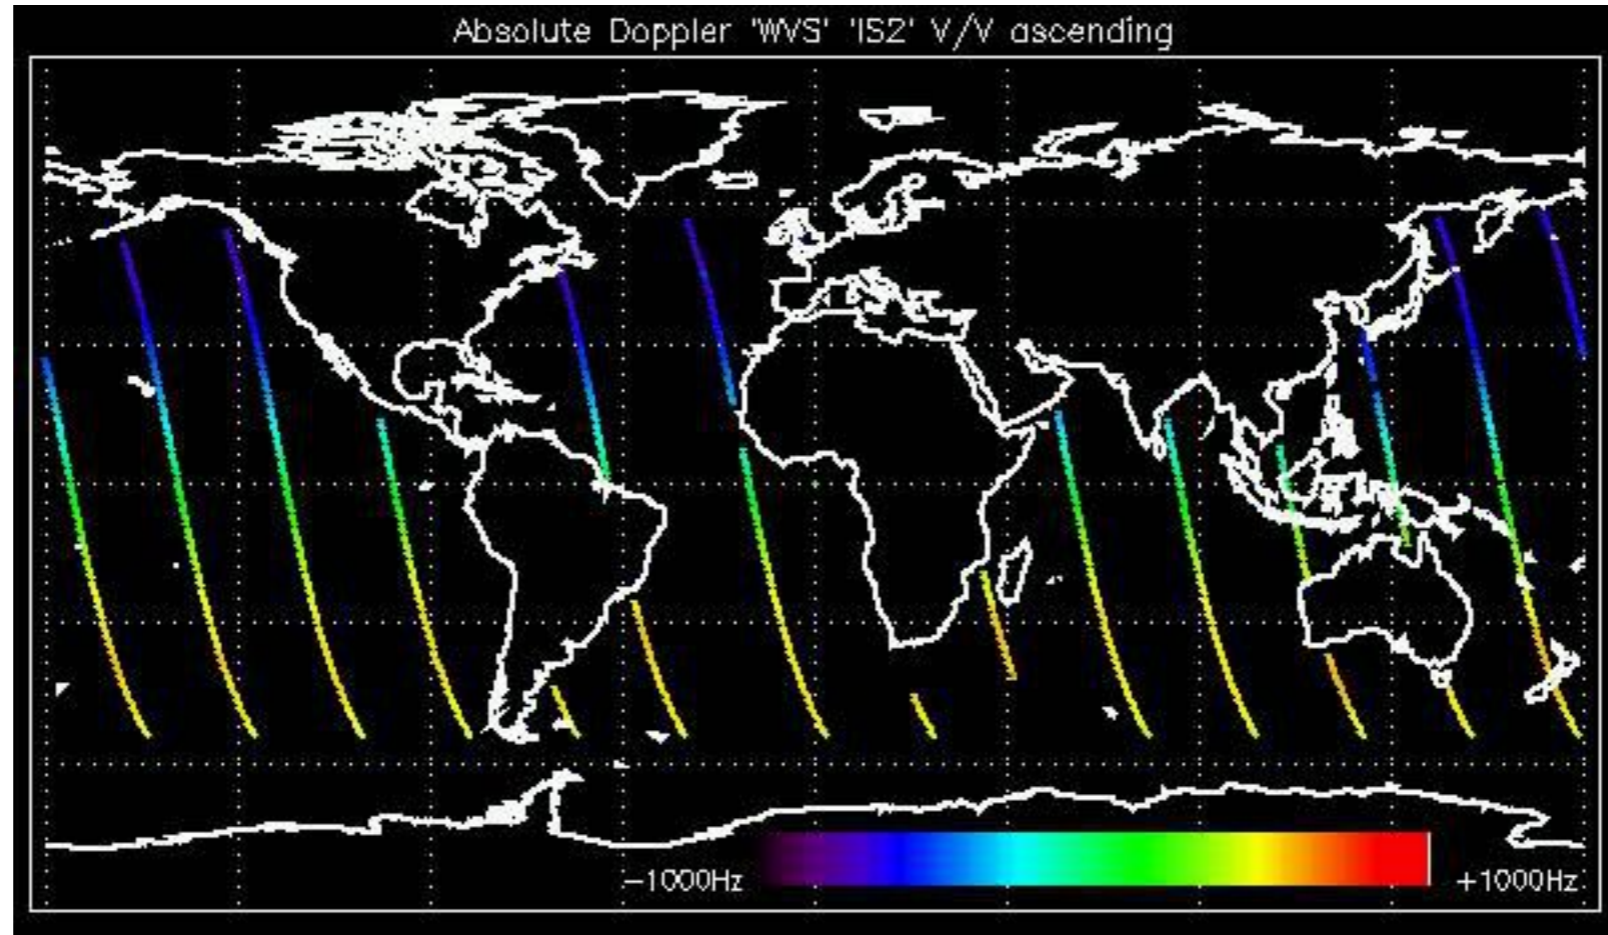 Absolute Doppler 'WVS' 'IS2' V/V ascending
−1000Hz
+1000Hz